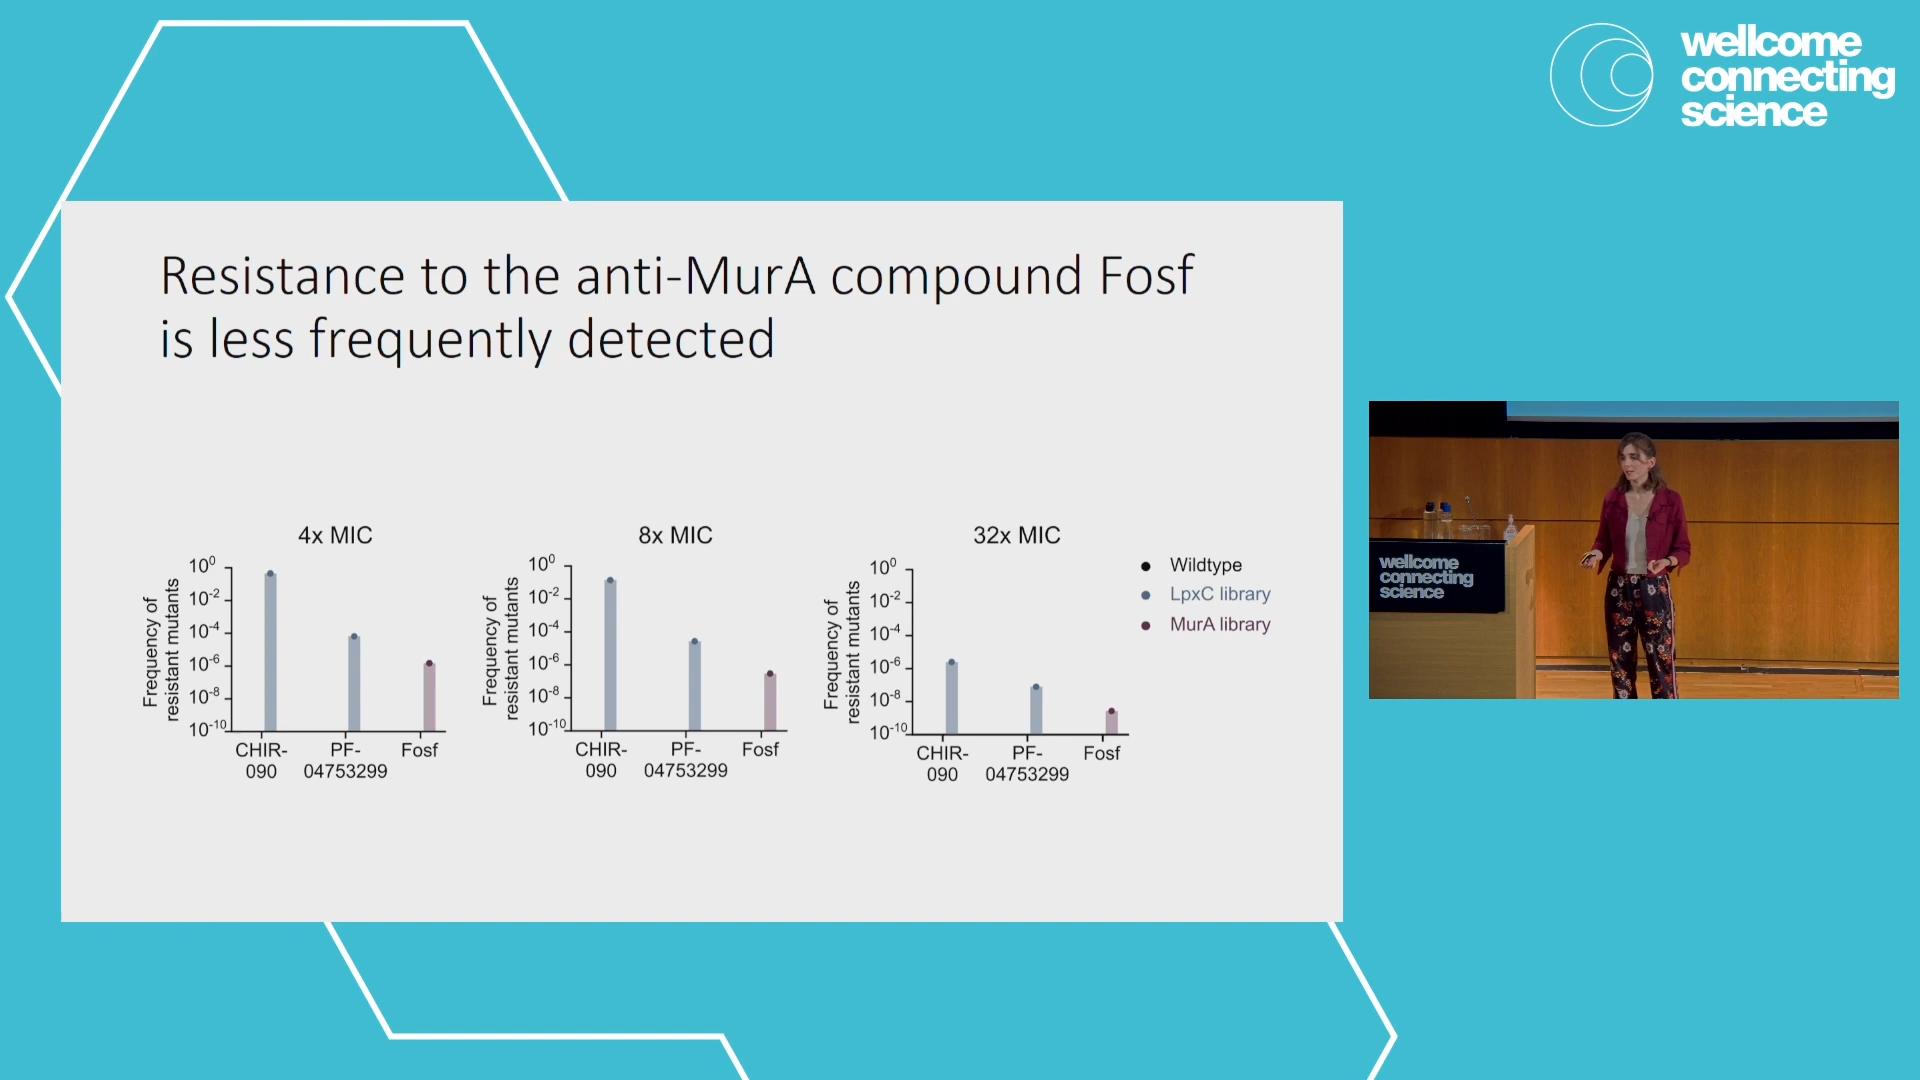 wellcome
connecting
science
Resistance to the anti-MurA compound Fosf
is less frequently detected
4x MIC
Frequency of
resistant mutants
10⁰
10⁻²
10⁻⁴
10⁻⁶
10⁻⁸
10⁻¹⁰
CHIR-
090
PF-
04753299
Fosf
8x MIC
Frequency of
resistant mutants
10⁰
10⁻²
10⁻⁴
10⁻⁶
10⁻⁸
10⁻¹⁰
CHIR-
090
PF-
04753299
Fosf
32x MIC
Frequency of
resistant mutants
10⁰
10⁻²
10⁻⁴
10⁻⁶
10⁻⁸
10⁻¹⁰
CHIR-
090
PF-
04753299
Fosf
Wildtype
LpxC library
MurA library
wellcome
connecting
science